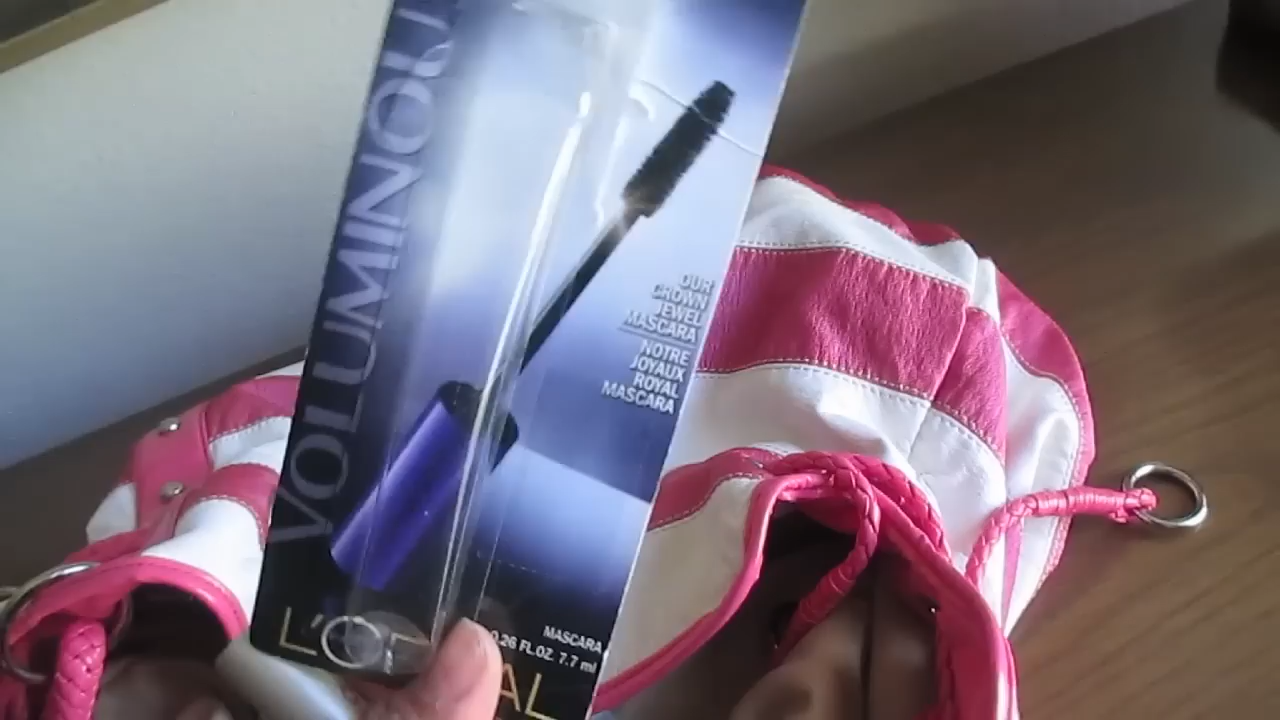 VOLUMINOU
OUR
CROWN
JEWEL
MASCARA
NOTRE
JOYAUX
ROYAL
MASCARA
MASCARA
0.26 FL.OZ. 7.7 ml
L'O AL